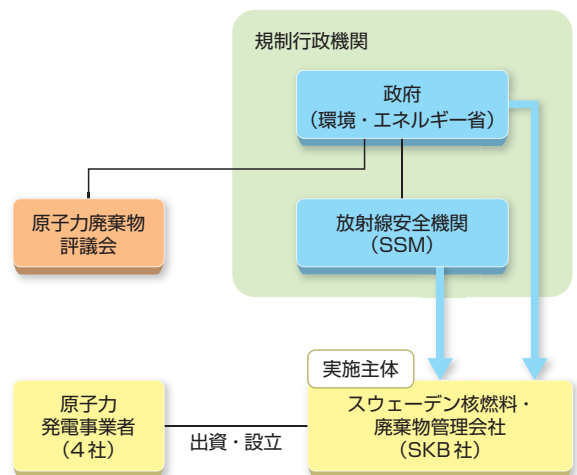 規制行政機関
政府
（環境・エネルギー省）
原子力廃棄物
評議会
放射線安全機関
（SSM）
実施主体
原子力
発電事業者
（4社）
出資・設立
スウェーデン核燃料・
廃棄物管理会社
（SKB社）